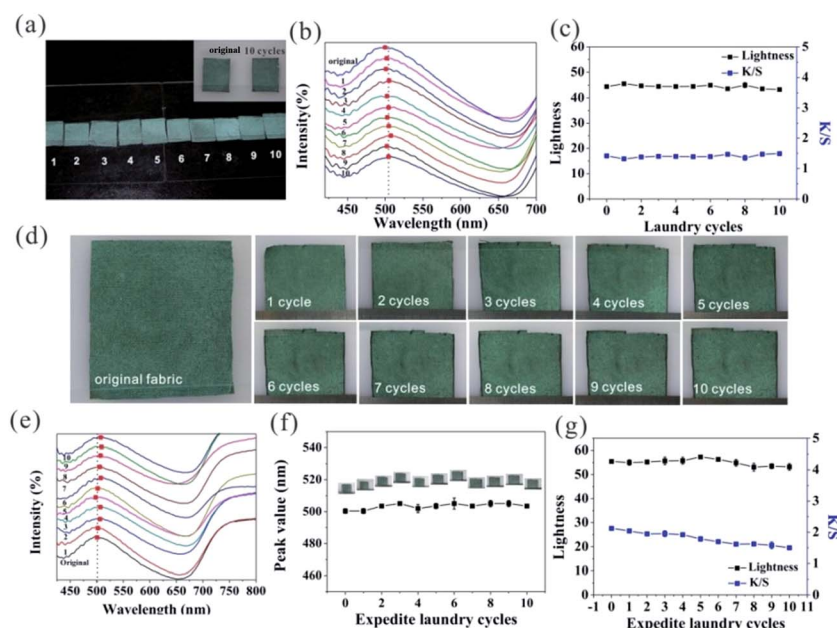 (a)
original 10 cycles
1 2 3 4 5 6 7 8 9 10
(b)
Intensity(%)
original
1
2
3
4
5
6
7
8
9
10
450 500 550 600 650 700
Wavelength (nm)
(c)
Lightness
60
50
40
30
20
10
0
Lightness
K/S
5
4
3
2
1
0
K/S
0 2 4 6 8 10
Laundry cycles
(d)
original fabric
1 cycle
2 cycles
3 cycles
4 cycles
5 cycles
6 cycles
7 cycles
8 cycles
9 cycles
10 cycles
(e)
Intensity (%)
10
9
8
7
6
5
4
3
2
1
Original
450 500 550 600 650 700 750 800
Wavelength (nm)
(f)
Peak value (nm)
540
520
500
480
460
0 2 4 6 8 10
Expedite laundry cycles
(g)
Lightness
60
50
40
30
20
10
0
Lightness
K/S
5
4
3
2
1
0
K/S
-1 0 1 2 3 4 5 6 7 8 9 10 11
Expedite laundry cycles